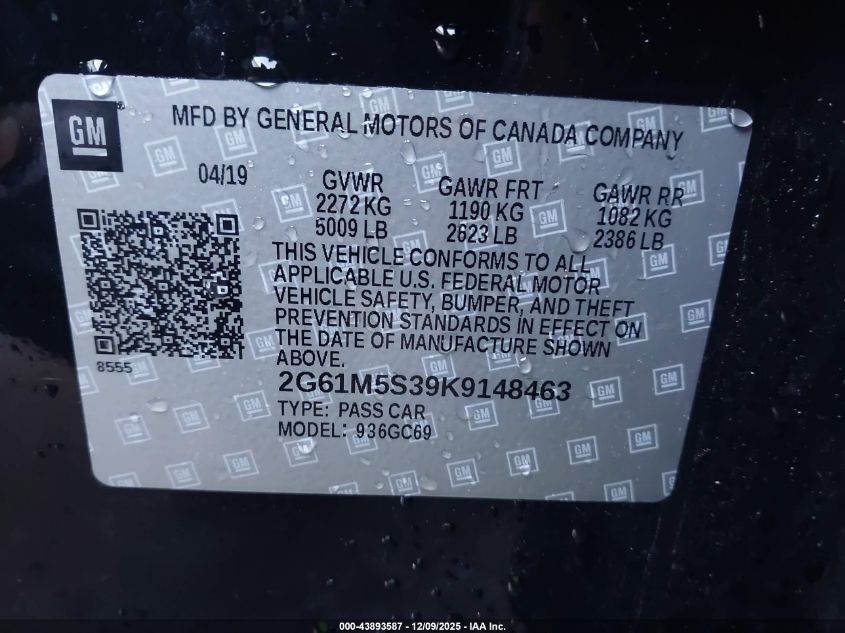 GM
MFD BY GENERAL MOTORS OF CANADA COMPANY
04/19
GVWR
2272 KG
5009 LB
GAWR FRT
1190 KG
2623 LB
GAWR RR
1082 KG
2386 LB
THIS VEHICLE CONFORMS TO ALL
APPLICABLE U.S. FEDERAL MOTOR
VEHICLE SAFETY, BUMPER, AND THEFT
PREVENTION STANDARDS IN EFFECT ON
THE DATE OF MANUFACTURE SHOWN
ABOVE.
8555
2G61M5S39K9148463
TYPE: PASS CAR
MODEL: 936GC69
000-43893587 - 12/09/2025 - IAA Inc.